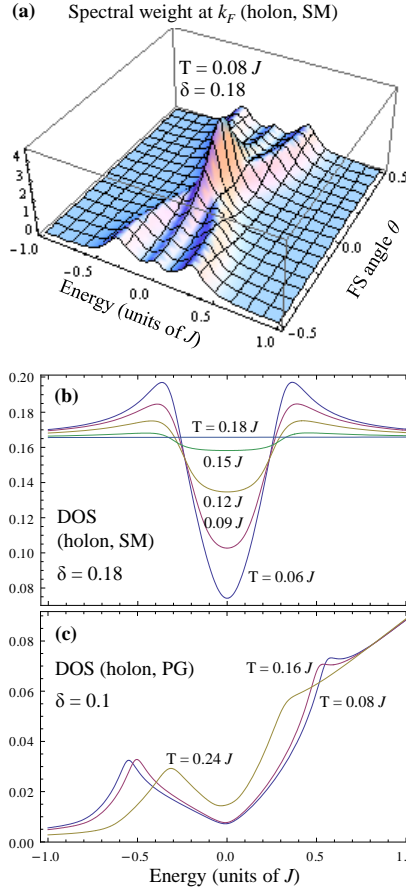 (a) Spectral weight at k_F (holon, SM)
T = 0.08 J
δ = 0.18
4
3
2
1
0
−1.0
−0.5
0.0
0.5
1.0
Energy (units of J)
0.5
0.0
−0.5
FS angle θ
(b)
0.20
0.18
0.16
0.14
0.12
0.10
0.08
T = 0.18 J
0.15 J
0.12 J
0.09 J
T = 0.06 J
DOS
(holon, SM)
δ = 0.18
(c)
DOS (holon, PG)
δ = 0.1
0.08
0.06
0.04
0.02
0.00
T = 0.16 J
T = 0.08 J
T = 0.24 J
−1.0 −0.5 0.0 0.5 1.0
Energy (units of J)